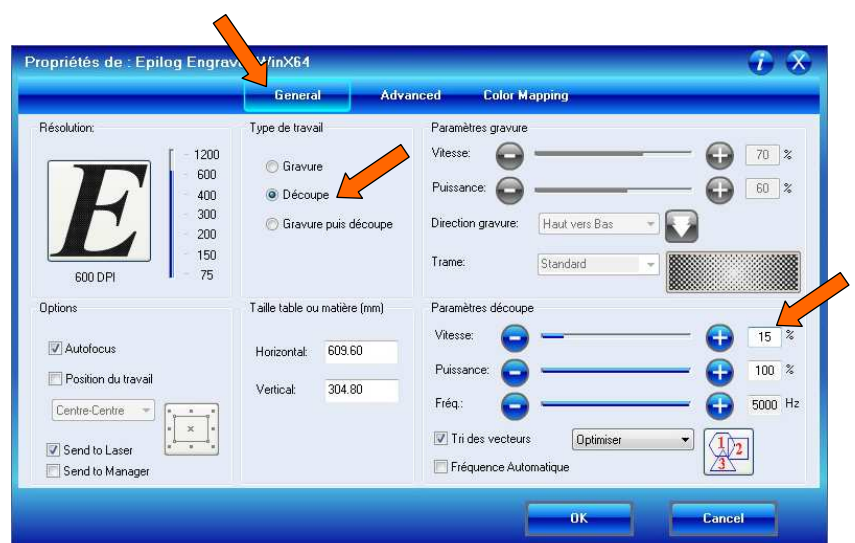 Propriétés de : Epilog Engrav WinX64
General Advanced Color Mapping
Résolution:
1200
600
400
300
200
150
75
600 DPI
Type de travail
Gravure
Découpe
Gravure puis découpe
Paramètres gravure
Vitesse: 70 %
Puissance: 60 %
Direction gravure: Haut vers Bas
Trame: Standard
Options
Autofocus
Position du travail
Centre-Centre
Send to Laser
Send to Manager
Taille table ou matière (mm)
Horizontal: 609.60
Vertical: 304.80
Paramètres découpe
Vitesse: 15 %
Puissance: 100 %
Fréq.: 5000 Hz
Tri des vecteurs Optimiser
1 2
3
Fréquence Automatique
OK Cancel